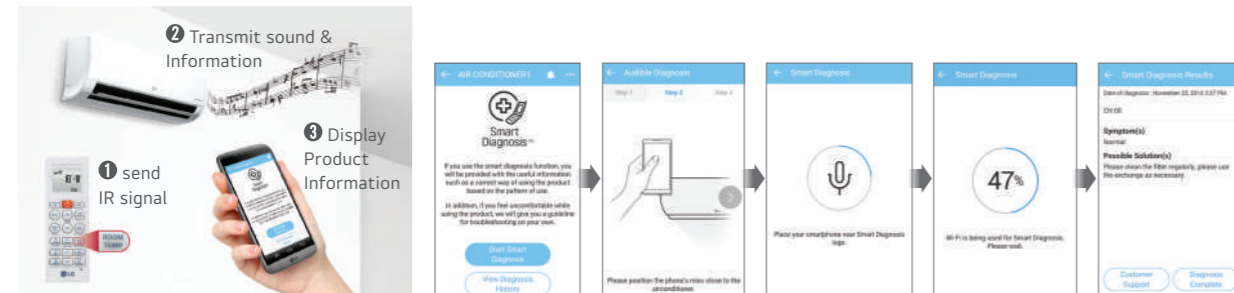 ❷ Transmit sound &
Information
❶ send
IR signal
❸ Display
Product
Information
ROOM
TEMP
LG
← AIR CONDITIONER1
Smart
Diagnosis™
If you use the smart diagnosis function, you
will be provided with the useful information
such as a correct way of using the product
based on the pattern of use.
In addition, if you feel uncomfortable while
using the product, we will give you a guideline
for troubleshooting on your own.
Start Smart
Diagnosis
View Diagnosis
History
← Audible Diagnosis
Step 1 Step 2 Step 3
Please position the phone's mic close to the
airconditioner.
← Smart Diagnosis
Place your smartphone near Smart Diagnosis
logo.
← Smart Diagnosis
47%
Wi-Fi is being used for Smart Diagnosis.
Please wait.
← Smart Diagnosis Results
Symptom(s)
Normal
Possible Solution(s)
Please clean the filter regularly, please use
the exchange as necessary.
Customer
Support
Diagnosis
Complete